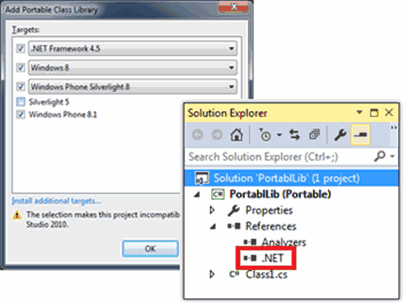 Add Portable Class Library
Targets:
.NET Framework 4.5
Windows 8
Windows Phone Silverlight 8
Silverlight 5
Windows Phone 8.1
Install additional targets...
The selection makes this project incompatib
Studio 2010.
OK
Solution Explorer
Search Solution Explorer (Ctrl+;)
Solution 'PortablLib' (1 project)
PortablLib (Portable)
Properties
References
Analyzers
.NET
Class1.cs